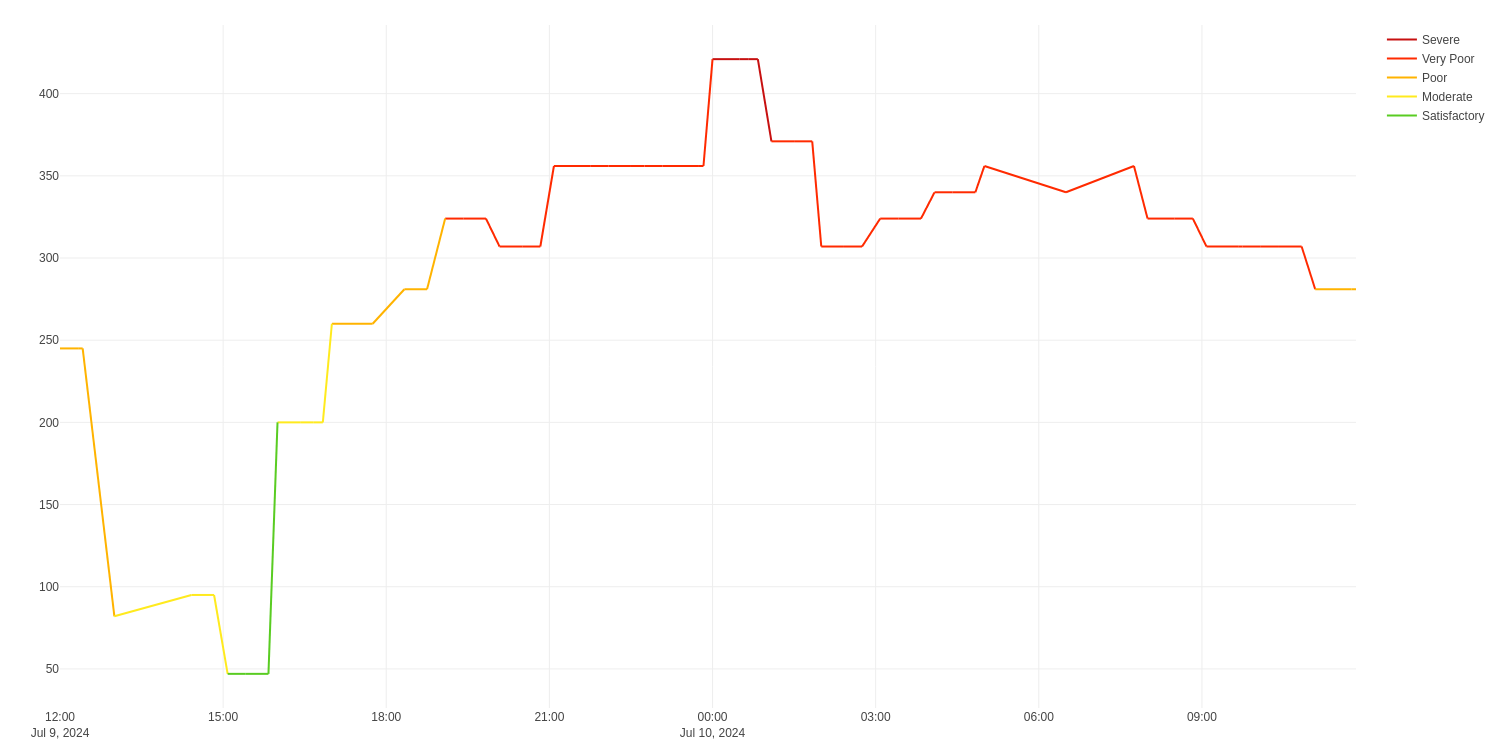 Severe
Very Poor
Poor
Moderate
Satisfactory
400
350
300
250
200
150
100
50
12:00
15:00
18:00
21:00
00:00
03:00
06:00
09:00
Jul 9, 2024
Jul 10, 2024